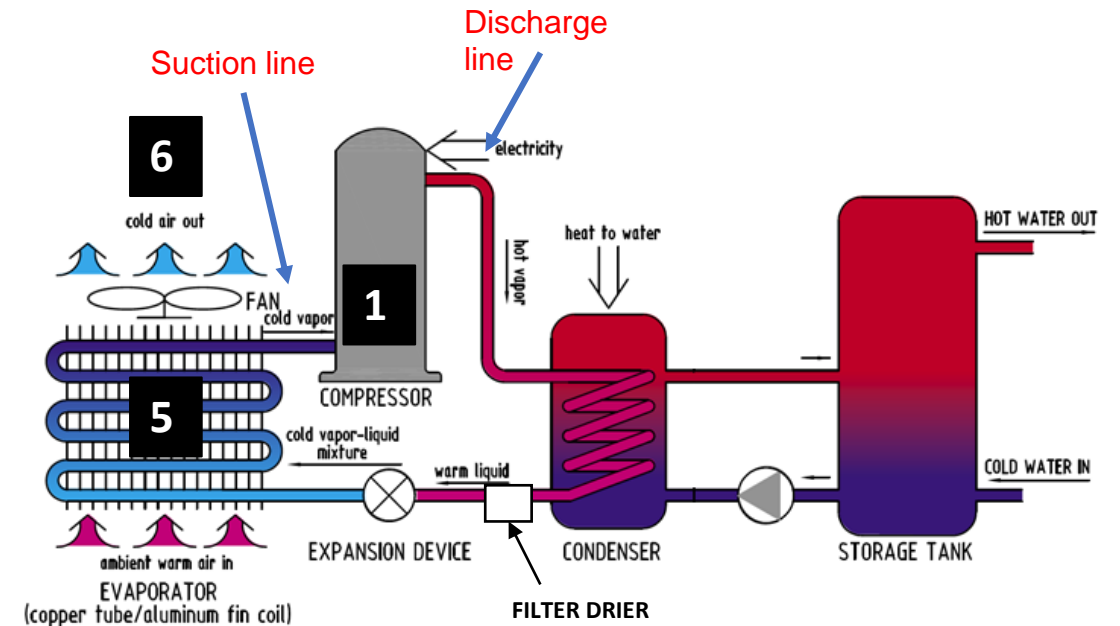 Discharge
line
Suction line
6
electricity
cold air out
HOT WATER OUT
heat to water
hot vapor
FAN
cold vapor
1
COMPRESSOR
5
cold vapor-liquid
mixture
warm liquid
COLD WATER IN
EXPANSION DEVICE
CONDENSER
STORAGE TANK
ambient warm air in
EVAPORATOR
(copper tube/aluminum fin coil)
FILTER DRIER